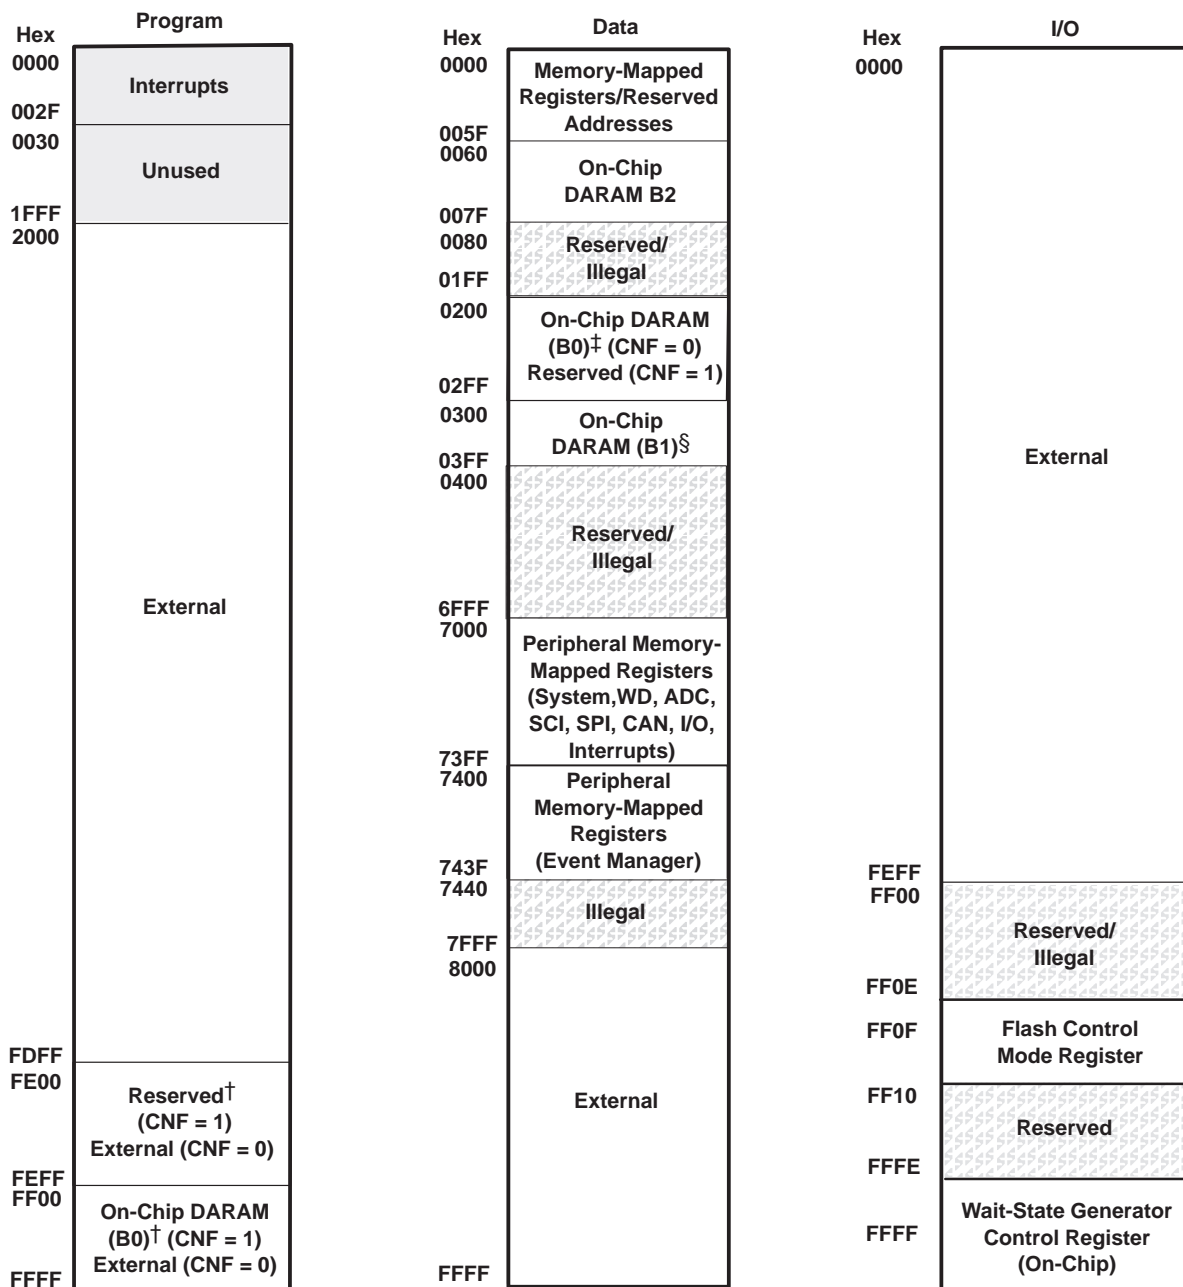 Program
Hex
0000
Interrupts
002F
0030
Unused
1FFF
2000
External
FDFF
FE00
Reserved†
(CNF = 1)
External (CNF = 0)
FEFF
FF00
On-Chip DARAM
(B0)† (CNF = 1)
External (CNF = 0)
FFFF
Data
Hex
0000
Memory-Mapped
Registers/Reserved
Addresses
005F
0060
On-Chip
DARAM B2
007F
0080
Reserved/
Illegal
01FF
0200
On-Chip DARAM
(B0)‡ (CNF = 0)
Reserved (CNF = 1)
02FF
0300
On-Chip
DARAM (B1)§
03FF
0400
Reserved/
Illegal
6FFF
7000
Peripheral Memory-
Mapped Registers
(System,WD, ADC,
SCI, SPI, CAN, I/O,
Interrupts)
73FF
7400
Peripheral
Memory-Mapped
Registers
(Event Manager)
743F
7440
Illegal
7FFF
8000
External
FFFF
I/O
Hex
0000
External
FEFF
FF00
Reserved/
Illegal
FF0E
FF0F
Flash Control
Mode Register
FF10
Reserved
FFFE
Wait-State Generator
Control Register
(On-Chip)
FFFF